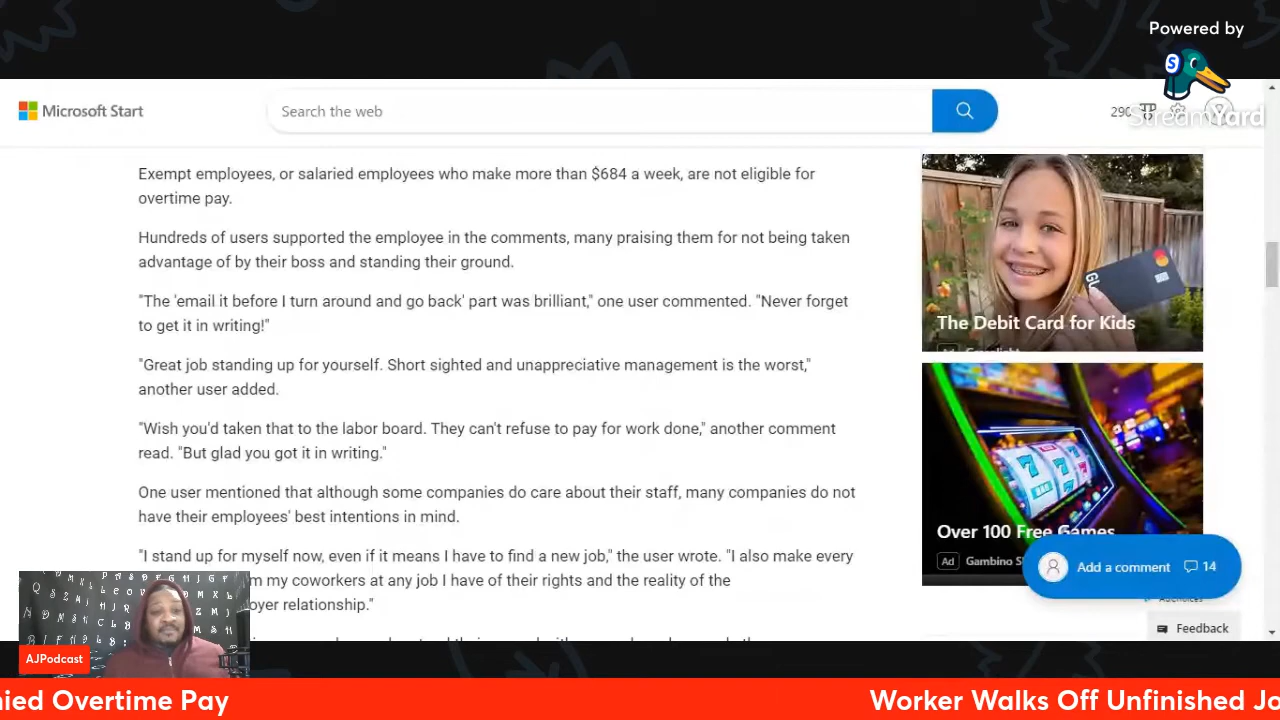 Powered by
StreamYard
Microsoft Start
Search the web
290
Exempt employees, or salaried employees who make more than $684 a week, are not eligible for
overtime pay.
Hundreds of users supported the employee in the comments, many praising them for not being taken
advantage of by their boss and standing their ground.
"The 'email it before I turn around and go back' part was brilliant," one user commented. "Never forget
to get it in writing!"
"Great job standing up for yourself. Short sighted and unappreciative management is the worst,"
another user added.
"Wish you'd taken that to the labor board. They can't refuse to pay for work done," another comment
read. "But glad you got it in writing."
One user mentioned that although some companies do care about their staff, many companies do not
have their employees' best intentions in mind.
"I stand up for myself now, even if it means I have to find a new job," the user wrote. "I also make every
my coworkers at any job I have of their rights and the reality of the
relationship."
The Debit Card for Kids
Ad
Over 100 Free Games
Ad Gambino
Add a comment 14
Feedback
AJPodcast
nied Overtime Pay
Worker Walks Off Unfinished Jo